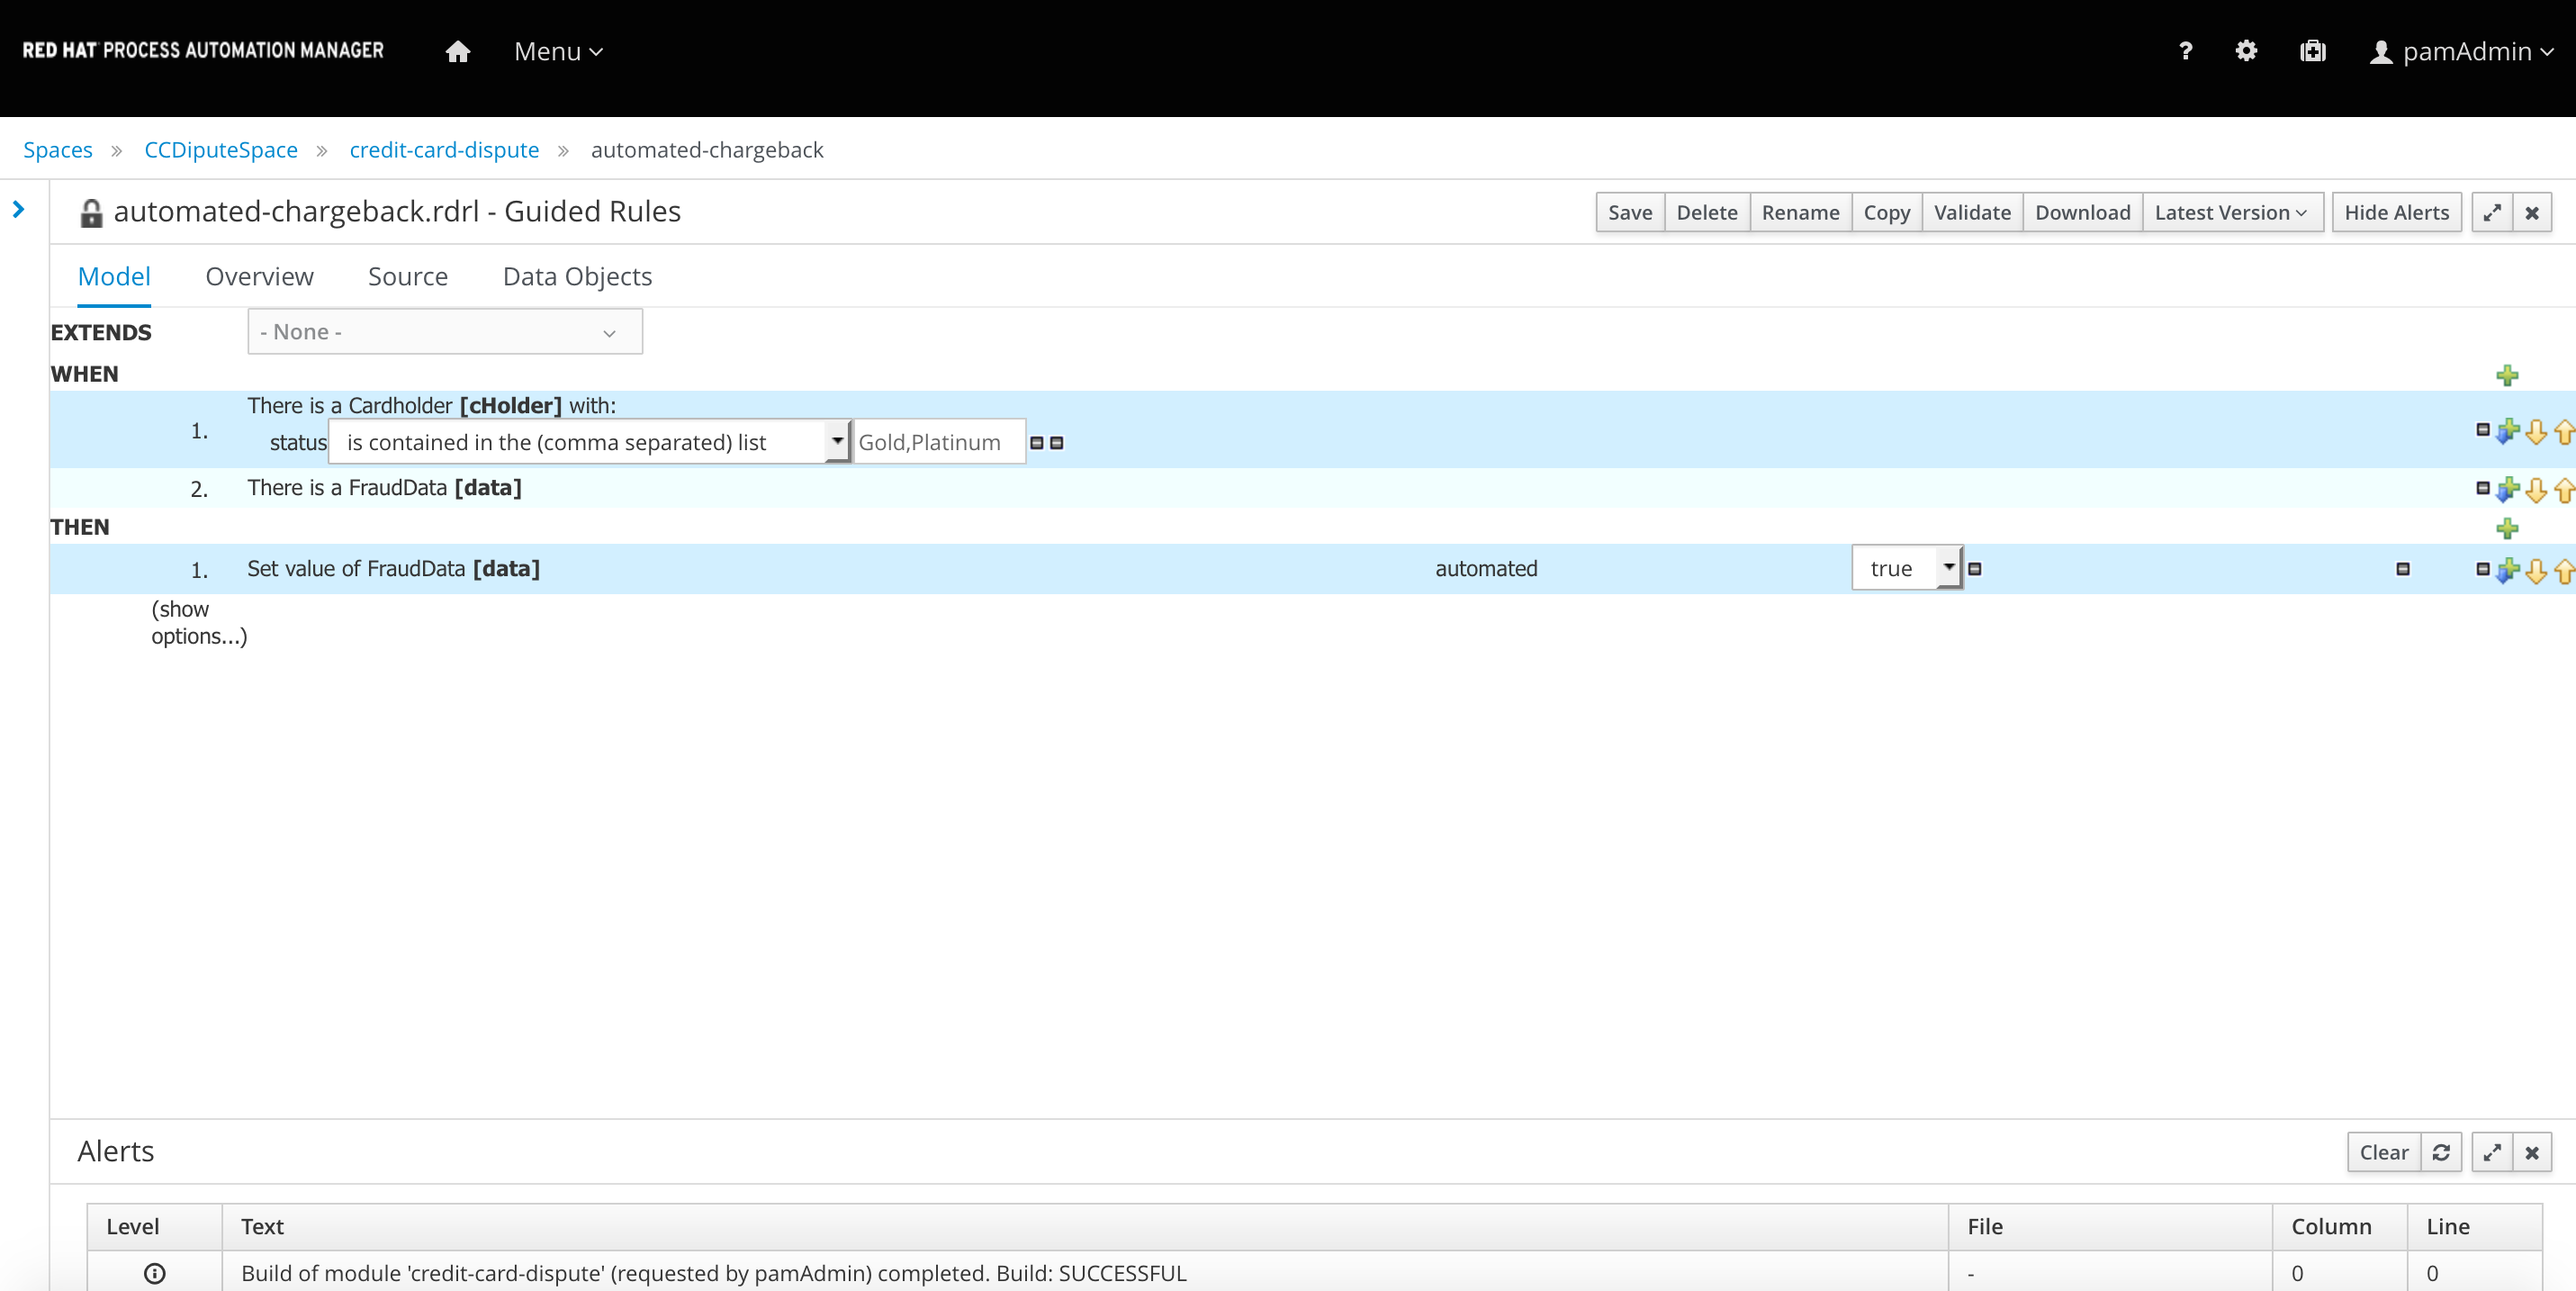 RED HAT PROCESS AUTOMATION MANAGER Menu ? pamAdmin
Spaces » CCDiputeSpace » credit-card-dispute » automated-chargeback
automated-chargeback.rdrl - Guided Rules Save Delete Rename Copy Validate Download Latest Version Hide Alerts
Model Overview Source Data Objects
EXTENDS - None -
WHEN
There is a Cardholder [cHolder] with:
1. status is contained in the (comma separated) list Gold,Platinum
2. There is a FraudData [data]
THEN
1. Set value of FraudData [data] automated true
(show
options...)
Alerts Clear
Level Text File Column Line
Build of module 'credit-card-dispute' (requested by pamAdmin) completed. Build: SUCCESSFUL - 0 0